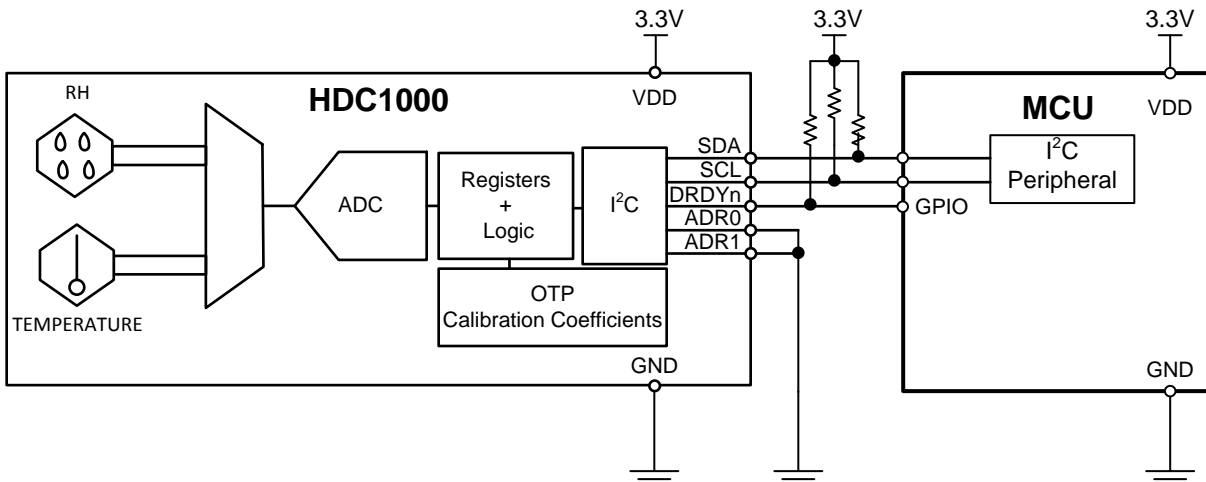 3.3V
3.3V
3.3V
RH
HDC1000
VDD
MCU
VDD
SDA
I²C
Peripheral
SCL
Registers
+
Logic
I²C
DRDYn
GPIO
ADC
ADR0
ADR1
OTP
Calibration Coefficients
TEMPERATURE
GND
GND